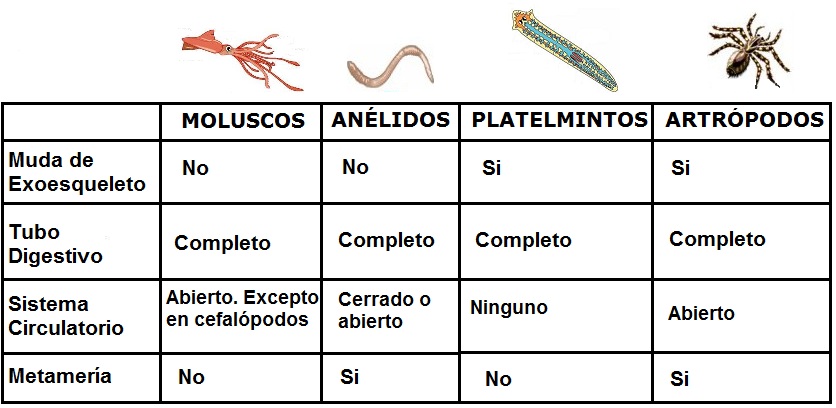 MOLUSCOS ANÉLIDOS PLATELMINTOS ARTRÓPODOS
Muda de
Exoesqueleto No No Si Si
Tubo
Digestivo Completo Completo Completo Completo
Sistema
Circulatorio Abierto. Excepto
en cefalópodos Cerrado o
abierto Ninguno Abierto
Metamería No Si No Si